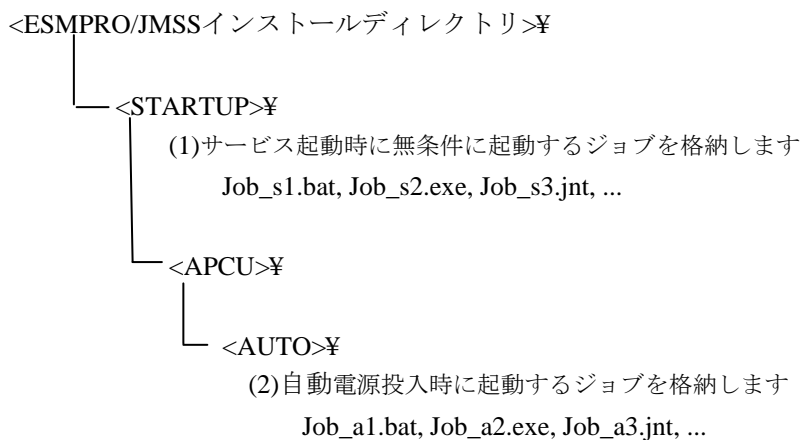 <ESMPRO/JMSSインストールディレクトリ>¥
<STARTUP>¥
(1)サービス起動時に無条件に起動するジョブを格納します
Job_s1.bat, Job_s2.exe, Job_s3.jnt, ...
<APCU>¥
<AUTO>¥
(2)自動電源投入時に起動するジョブを格納します
Job_a1.bat, Job_a2.exe, Job_a3.jnt, ...